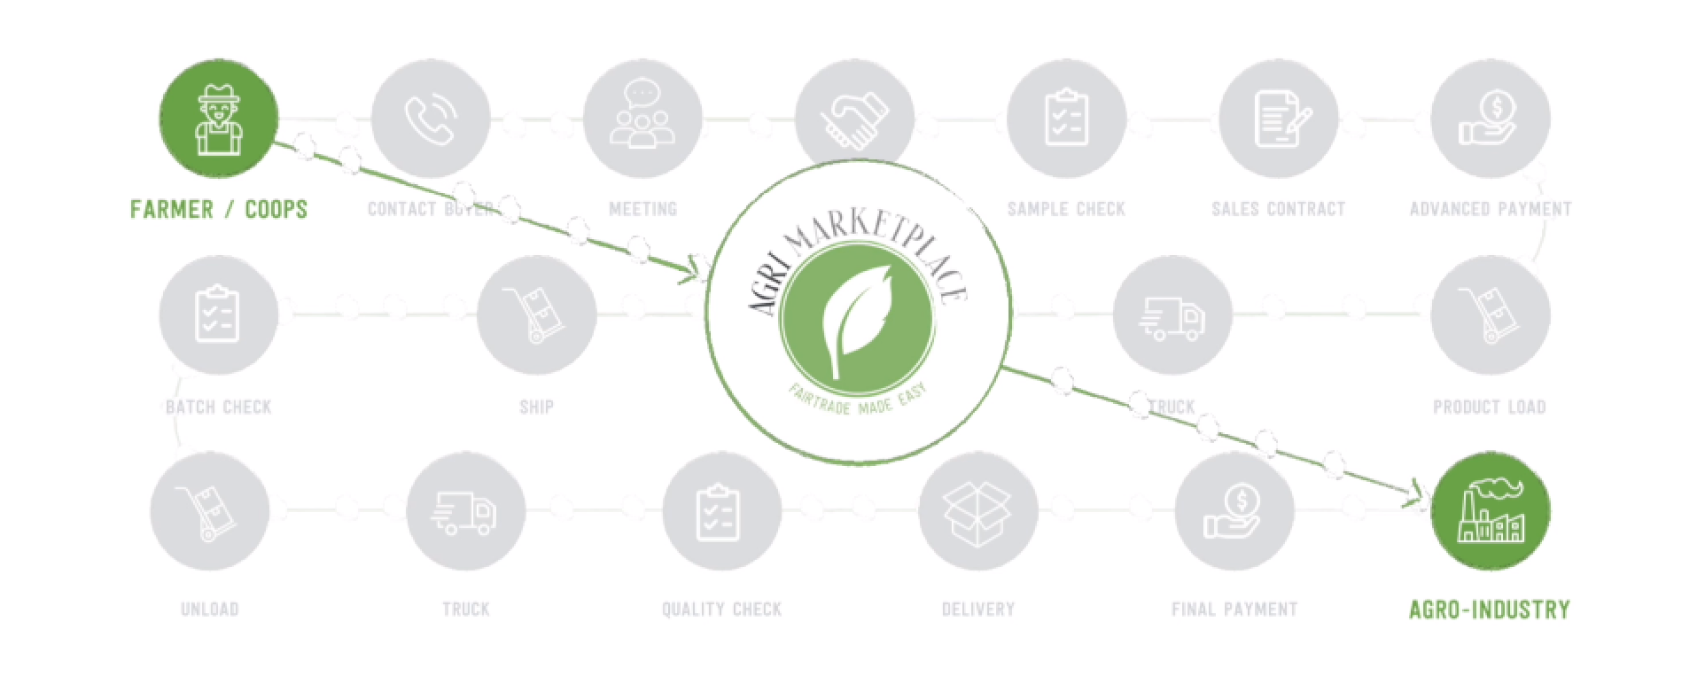 FARMER / COOPS
CONTACT BUYER
MEETING
SAMPLE CHECK
SALES CONTRACT
ADVANCED PAYMENT
AGRI MARKETPLACE
FAIRTRADE MADE EASY
BATCH CHECK
SHIP
TRUCK
PRODUCT LOAD
UNLOAD
TRUCK
QUALITY CHECK
DELIVERY
FINAL PAYMENT
AGRO-INDUSTRY